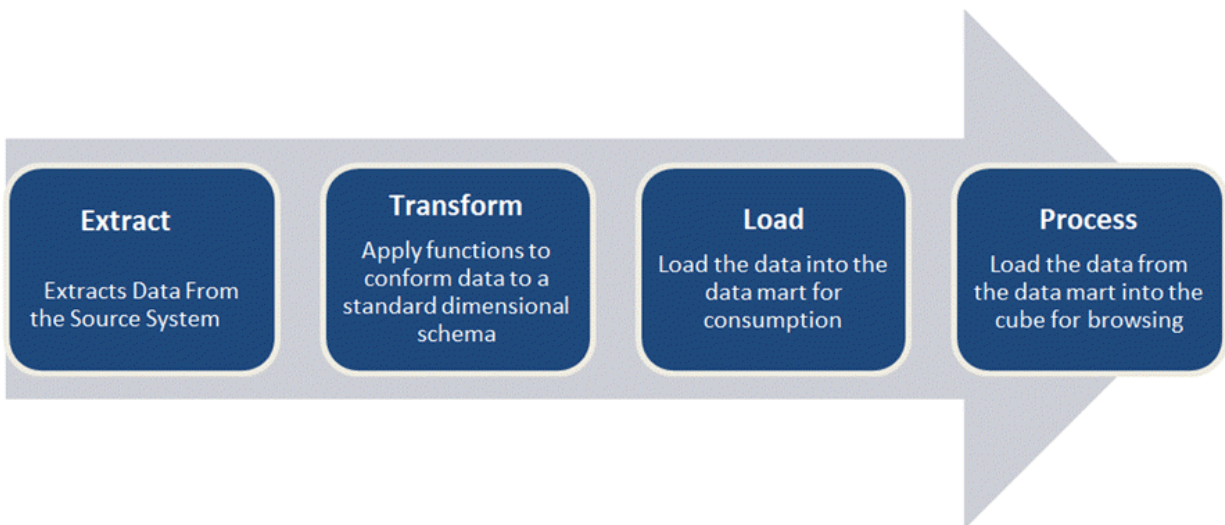 Extract
Extracts Data From
the Source System
Transform
Apply functions to
conform data to a
standard dimensional
schema
Load
Load the data into the
data mart for
consumption
Process
Load the data from
the data mart into the
cube for browsing